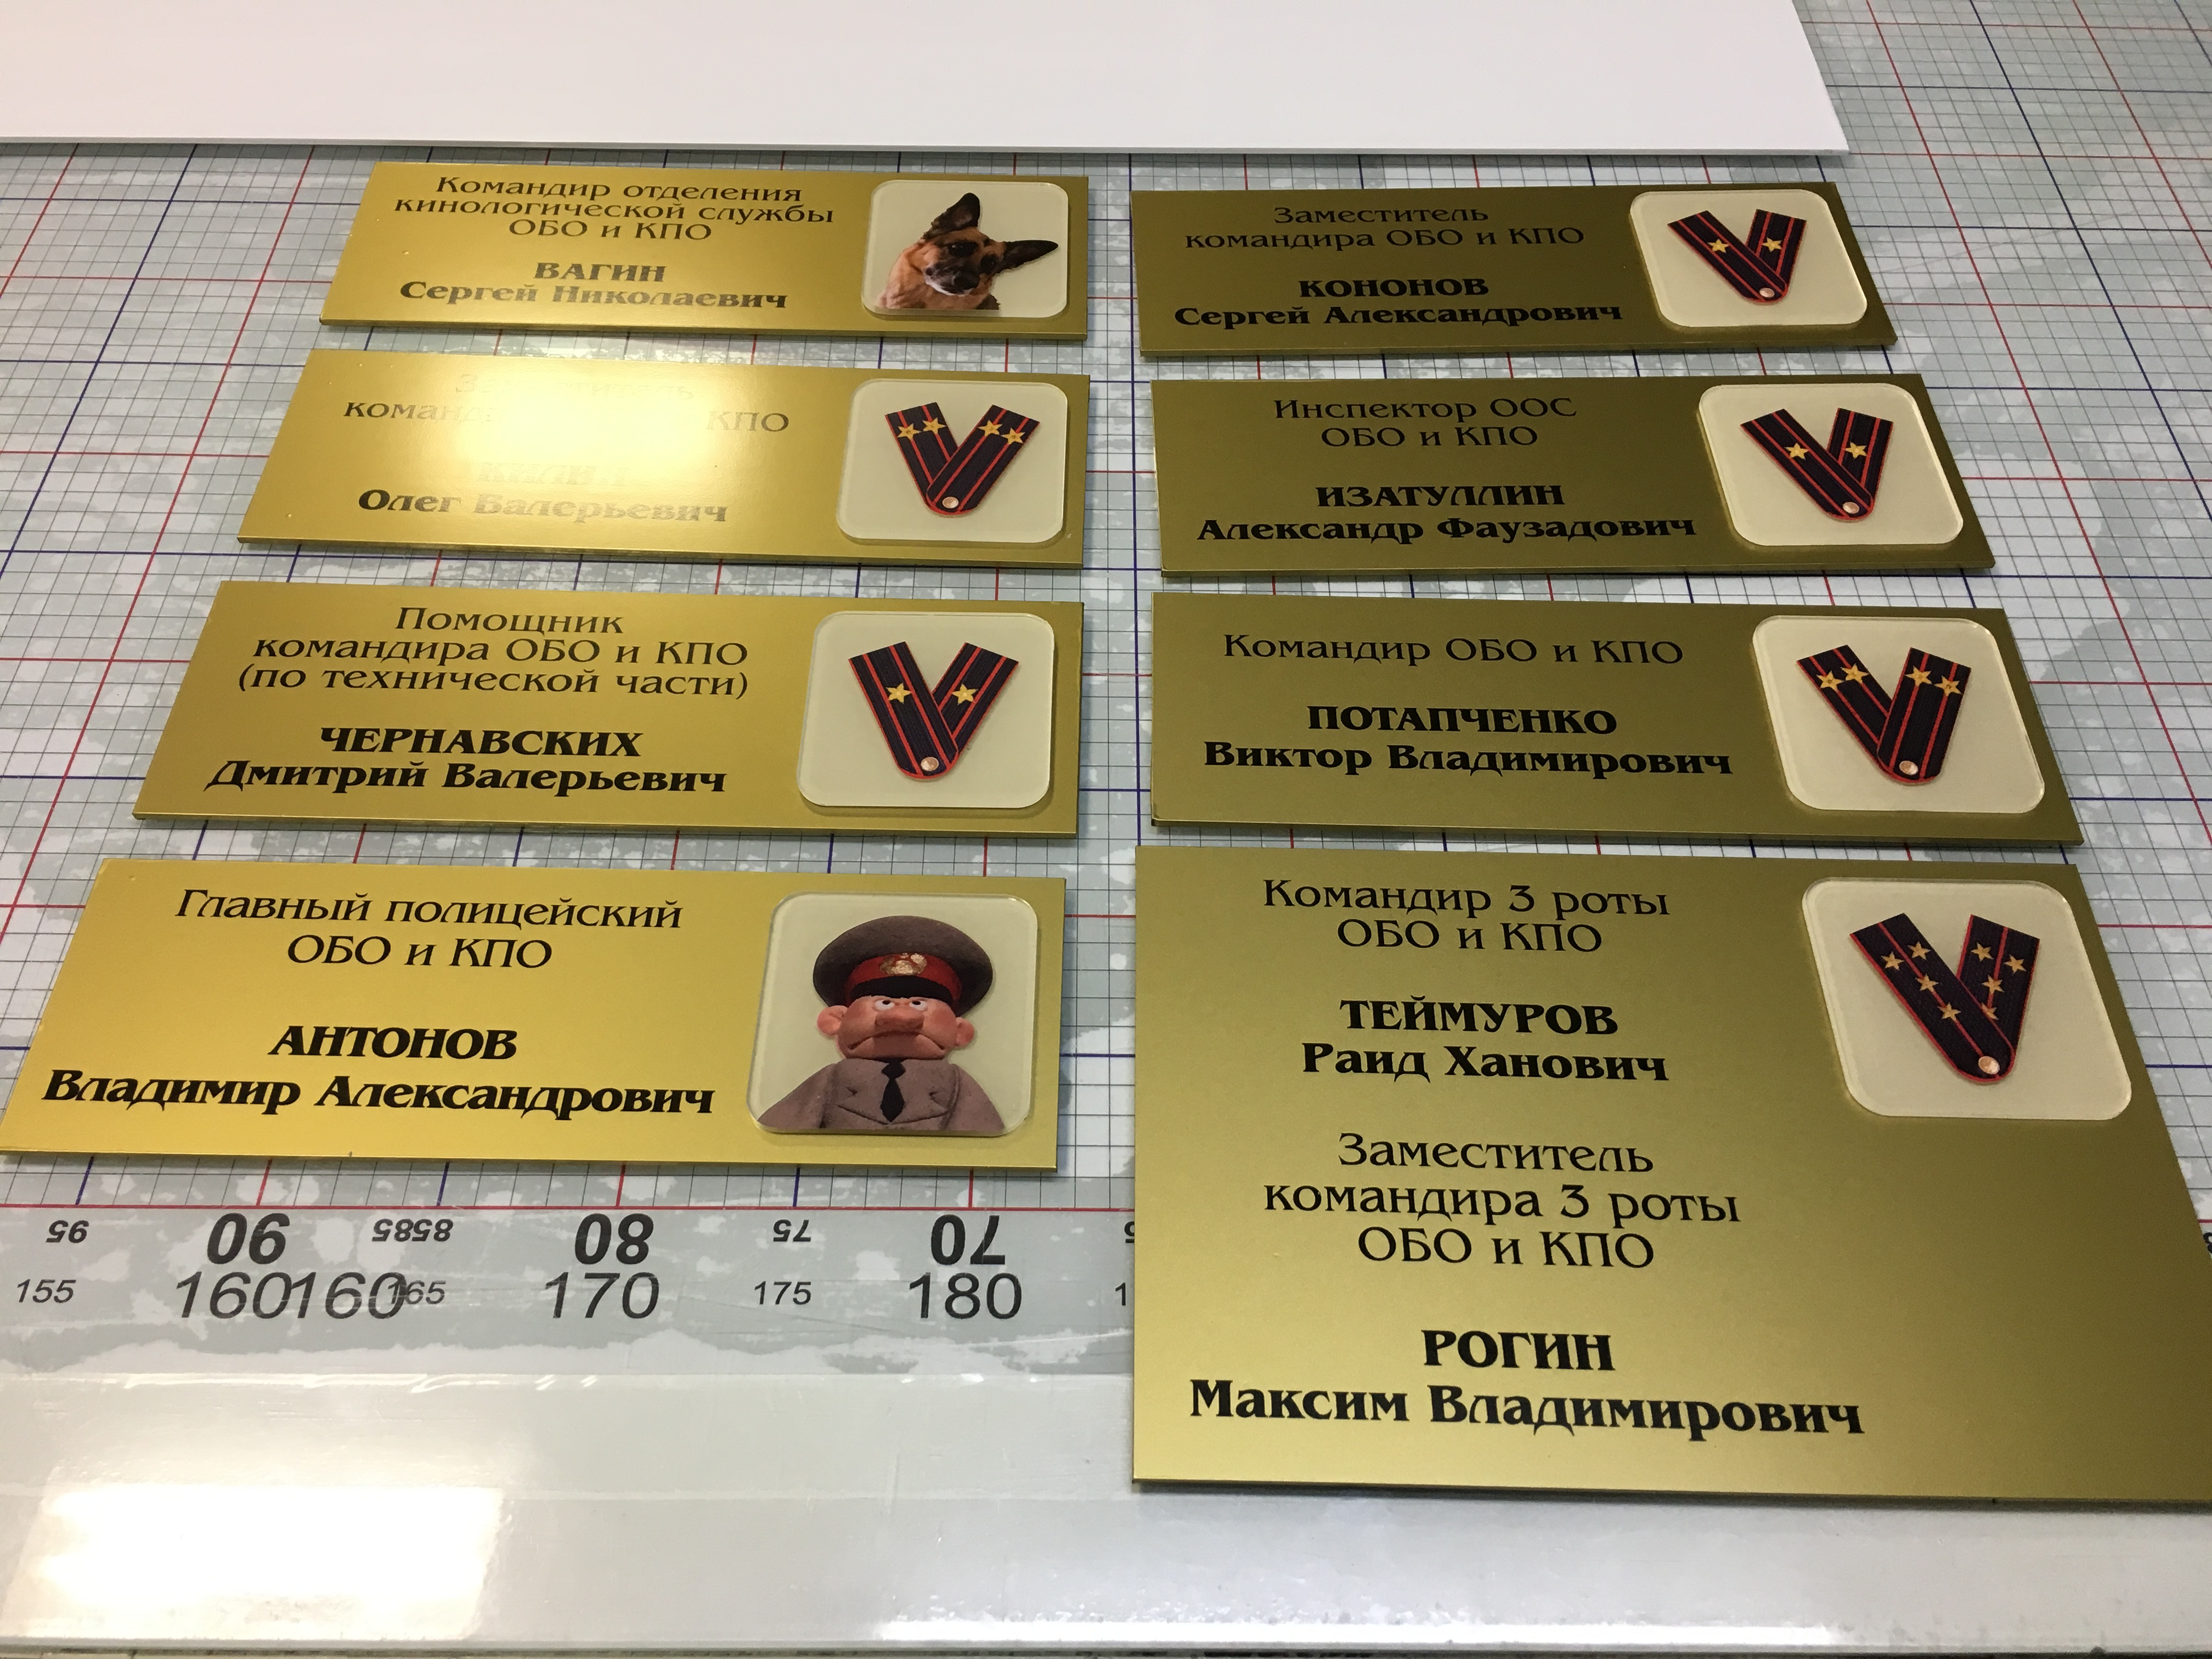 Командир отделения
кинологической службы
ОБО и КПО
ВАГИН
Сергей Николаевич
КПО
Олег Валерьевич
Помощник
командира ОБО и КПО
(по технической части)
ЧЕРНАВСКИХ
Дмитрий Валерьевич
Главный полицейский
ОБО и КПО
АНТОНОВ
Владимир Александрович
Заместитель
командира ОБО и КПО
КОНОНОВ
Сергей Александрович
Инспектор ООС
ОБО и КПО
ИЗАТУЛЛИН
Александр Фаузадович
Командир ОБО и КПО
ПОТАПЧЕНКО
Виктор Владимирович
Командир 3 роты
ОБО и КПО
ТЕЙМУРОВ
Раид Ханович
Заместитель
командира 3 роты
ОБО и КПО
РОГИН
Максим Владимирович
95 90 85 85 80 75 70
155 160 160 165 170 175 180